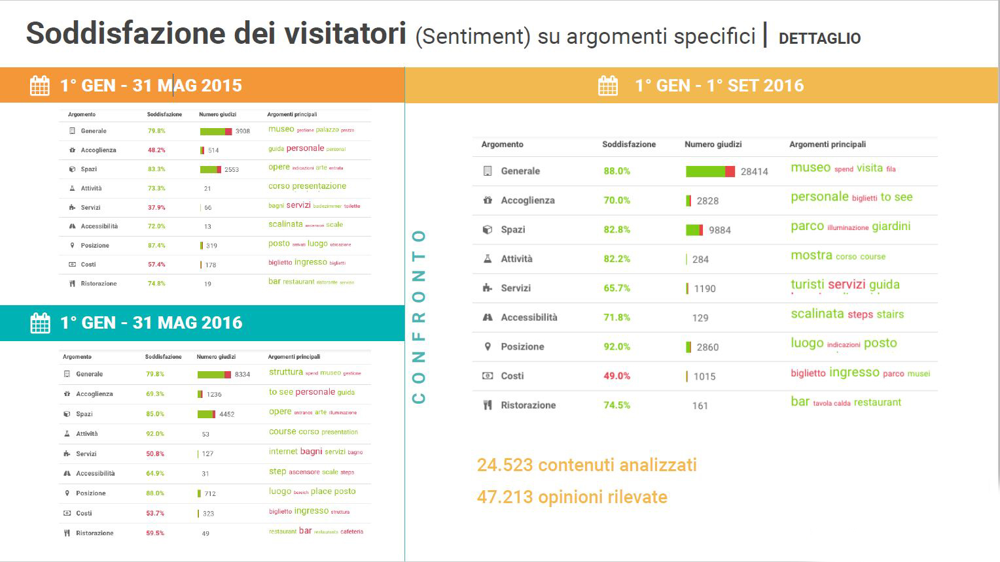 Soddisfazione dei visitatori (Sentiment) su argomenti specifici | DETTAGLIO
1° GEN - 31 MAG 2015
Argomento Soddisfazione Numero giudizi Argomenti principali
Generale 79.8% 3908 museo gestione palazzo prezzo
Accoglienza 48.2% 514 guida personale personal
Spazi 83.3% 2553 opere indicazioni arte entrata
Attività 73.3% 21 corso presentazione
Servizi 37.9% 66 bagni servizi badezimmer toilette
Accessibilità 72.0% 13 scalinata ascenson scale
Posizione 87.4% 319 posto arrivati luogo ubicazione
Costi 57.4% 178 biglietto ingresso biglietti
Ristorazione 74.8% 19 bar restaurant ristorante servizio
1° GEN - 31 MAG 2016
Argomento Soddisfazione Numero giudizi Argomenti principali
Generale 79.8% 8334 struttura spend museo gestione
Accoglienza 69.3% 1236 to see personale guida
Spazi 85.0% 4452 opere entrance arte illuminazione
Attività 92.0% 53 course corso presentation
Servizi 50.8% 127 internet bagni servizi bagno
Accessibilità 64.9% 31 step ascensore scale steps
Posizione 88.0% 712 luogo bereich place posto
Costi 53.7% 323 biglietto ingresso struttura
Ristorazione 59.5% 49 restaurant bar restaurants cafeteria
CONFRONTO
1° GEN - 1° SET 2016
Argomento Soddisfazione Numero giudizi Argomenti principali
Generale 88.0% 28414 museo spend visita fila
Accoglienza 70.0% 2828 personale biglietti to see
Spazi 82.8% 9884 parco illuminazione giardini
Attività 82.2% 284 mostra corso course
Servizi 65.7% 1190 turisti servizi guida
Accessibilità 71.8% 129 scalinata steps stairs
Posizione 92.0% 2860 luogo indicazioni posto
Costi 49.0% 1015 biglietto ingresso parco musei
Ristorazione 74.5% 161 bar tavola calda restaurant
24.523 contenuti analizzati
47.213 opinioni rilevate